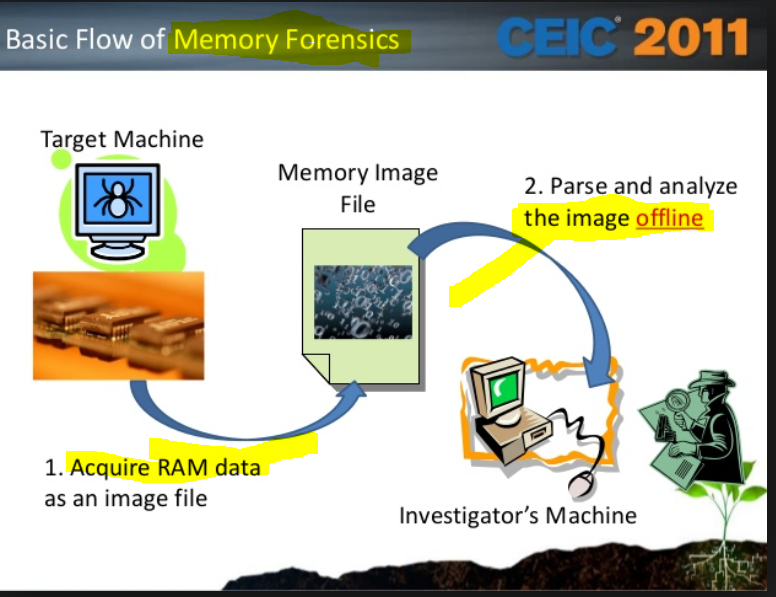 Basic Flow of Memory Forensics
CEIC® 2011
Target Machine
Memory Image
File
2. Parse and analyze
the image offline
1. Acquire RAM data
as an image file
Investigator's Machine